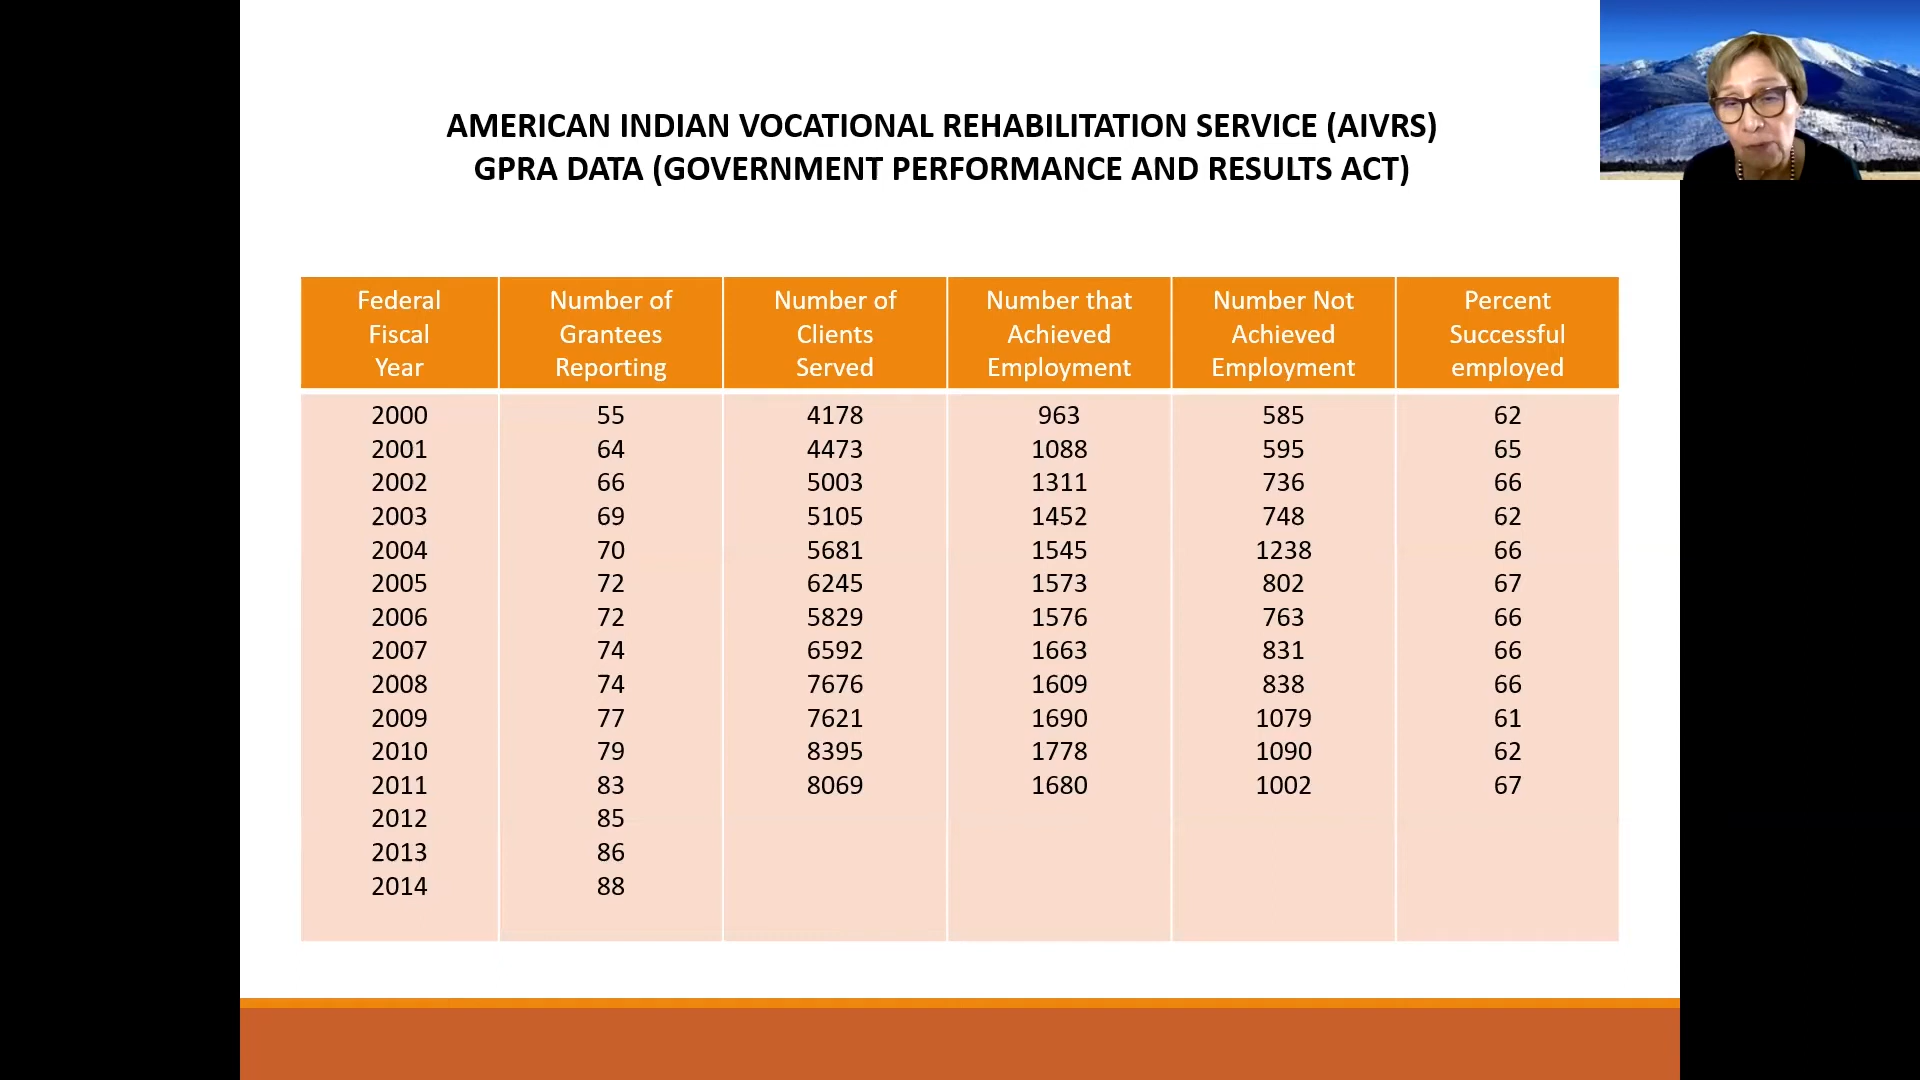 AMERICAN INDIAN VOCATIONAL REHABILITATION SERVICE (AIVRS)
GPRA DATA (GOVERNMENT PERFORMANCE AND RESULTS ACT)
Federal Fiscal Year Number of Grantees Reporting Number of Clients Served Number that Achieved Employment Number Not Achieved Employment Percent Successful employed
2000 55 4178 963 585 62
2001 64 4473 1088 595 65
2002 66 5003 1311 736 66
2003 69 5105 1452 748 62
2004 70 5681 1545 1238 66
2005 72 6245 1573 802 67
2006 72 5829 1576 763 66
2007 74 6592 1663 831 66
2008 74 7676 1609 838 66
2009 77 7621 1690 1079 61
2010 79 8395 1778 1090 62
2011 83 8069 1680 1002 67
2012 85
2013 86
2014 88